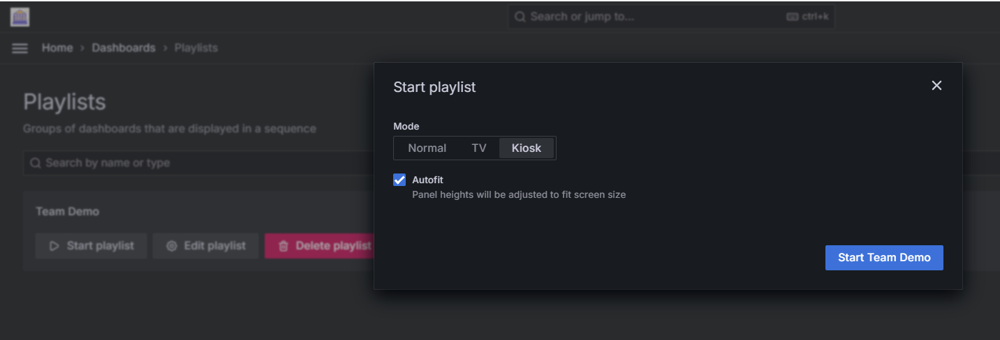 Search or jump to... ctrl+k
Home › Dashboards › Playlists
Playlists
Groups of dashboards that are displayed in a sequence
Search by name or type
Team Demo
Start playlist Edit playlist Delete playlist
Start playlist
Mode
Normal TV Kiosk
Autofit
Panel heights will be adjusted to fit screen size
Start Team Demo